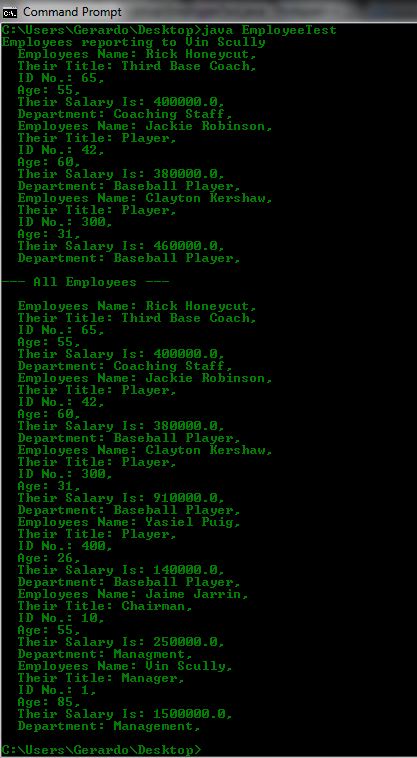 Command Prompt
C:\Users\Gerardo\Desktop>java EmployeeTest
Employees reporting to Vin Scully
Employees Name: Rick Honeycut,
Their Title: Third Base Coach,
ID No.: 65,
Age: 55,
Their Salary Is: 400000.0,
Department: Coaching Staff,
Employees Name: Jackie Robinson,
Their Title: Player,
ID No.: 42,
Age: 60,
Their Salary Is: 380000.0,
Department: Baseball Player,
Employees Name: Clayton Kershaw,
Their Title: Player,
ID No.: 300,
Age: 31,
Their Salary Is: 460000.0,
Department: Baseball Player,
--- All Employees ---
Employees Name: Rick Honeycut,
Their Title: Third Base Coach,
ID No.: 65,
Age: 55,
Their Salary Is: 400000.0,
Department: Coaching Staff,
Employees Name: Jackie Robinson,
Their Title: Player,
ID No.: 42,
Age: 60,
Their Salary Is: 380000.0,
Department: Baseball Player,
Employees Name: Clayton Kershaw,
Their Title: Player,
ID No.: 300,
Age: 31,
Their Salary Is: 910000.0,
Department: Baseball Player,
Employees Name: Yasiel Puig,
Their Title: Player,
ID No.: 400,
Age: 26,
Their Salary Is: 140000.0,
Department: Baseball Player,
Employees Name: Jaime Jarrin,
Their Title: Chairman,
ID No.: 10,
Age: 55,
Their Salary Is: 250000.0,
Department: Managment,
Employees Name: Vin Scully,
Their Title: Manager,
ID No.: 1,
Age: 85,
Their Salary Is: 1500000.0,
Department: Management,
C:\Users\Gerardo\Desktop>